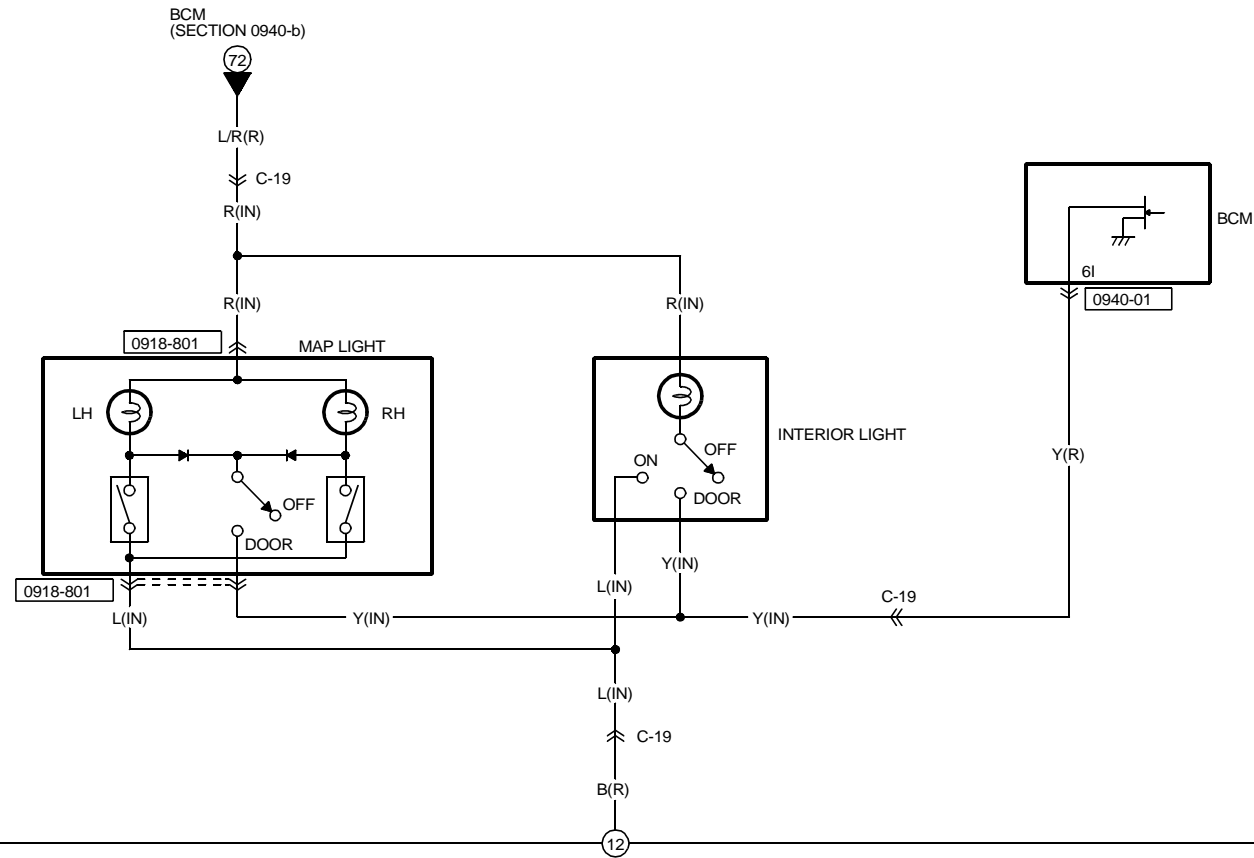 BCM
(SECTION 0940-b)
72
L/R(R)
C-19
R(IN)
BCM
6I
0940-01
R(IN)
R(IN)
0918-801
MAP LIGHT
LH
RH
INTERIOR LIGHT
OFF
ON
Y(R)
OFF
DOOR
DOOR
Y(IN)
0918-801
L(IN)
C-19
L(IN)
Y(IN)
Y(IN)
L(IN)
C-19
B(R)
12